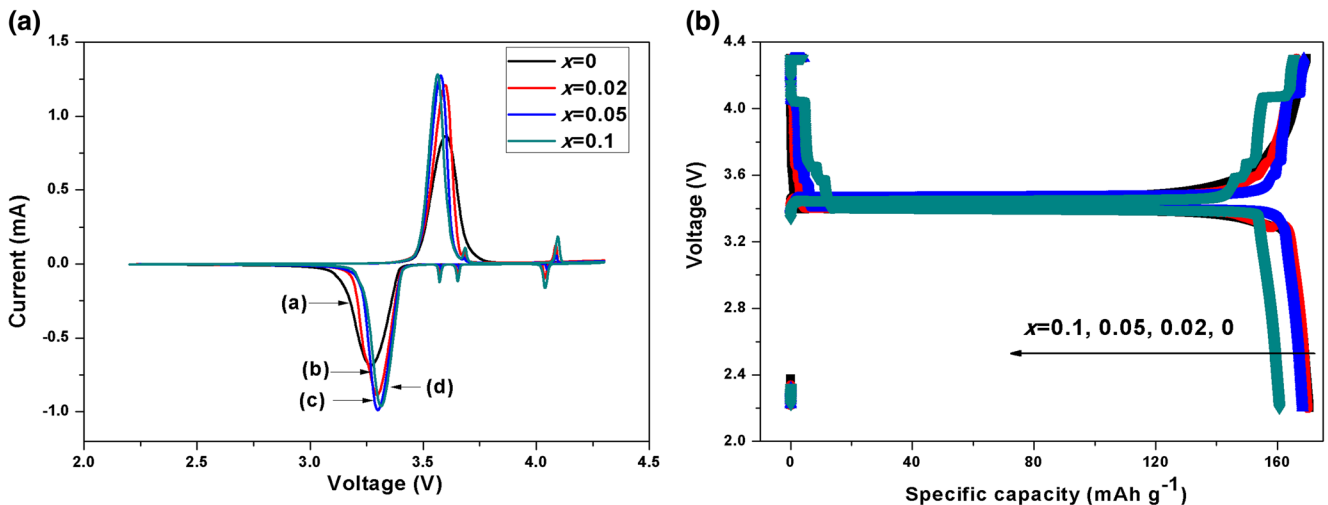 (a)
1.5
1.0
0.5
0.0
-0.5
-1.0
2.0 2.5 3.0 3.5 4.0 4.5
Current (mA)
Voltage (V)
x=0
x=0.02
x=0.05
x=0.1
(a)
(b)
(c)
(d)
(b)
4.4
4.0
3.6
3.2
2.8
2.4
2.0
0 40 80 120 160
Voltage (V)
Specific capacity (mAh g⁻¹)
x=0.1, 0.05, 0.02, 0